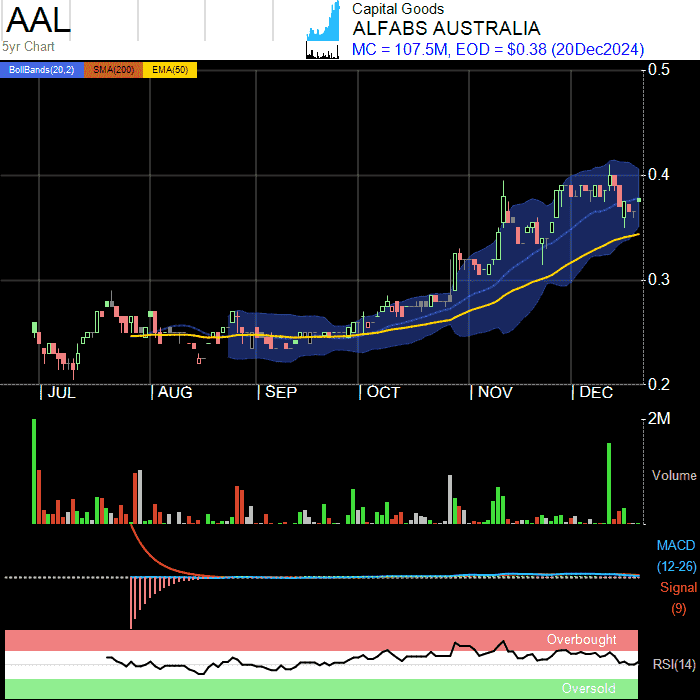 AAL
5yr Chart
Capital Goods
ALFABS AUSTRALIA
MC = 107.5M, EOD = $0.38 (20Dec2024)
BollBands(20,2) SMA(200) EMA(50)
0.5
0.4
0.3
0.2
JUL AUG SEP OCT NOV DEC
2M
Volume
MACD
(12-26)
Signal
(9)
Overbought
RSI(14)
Oversold